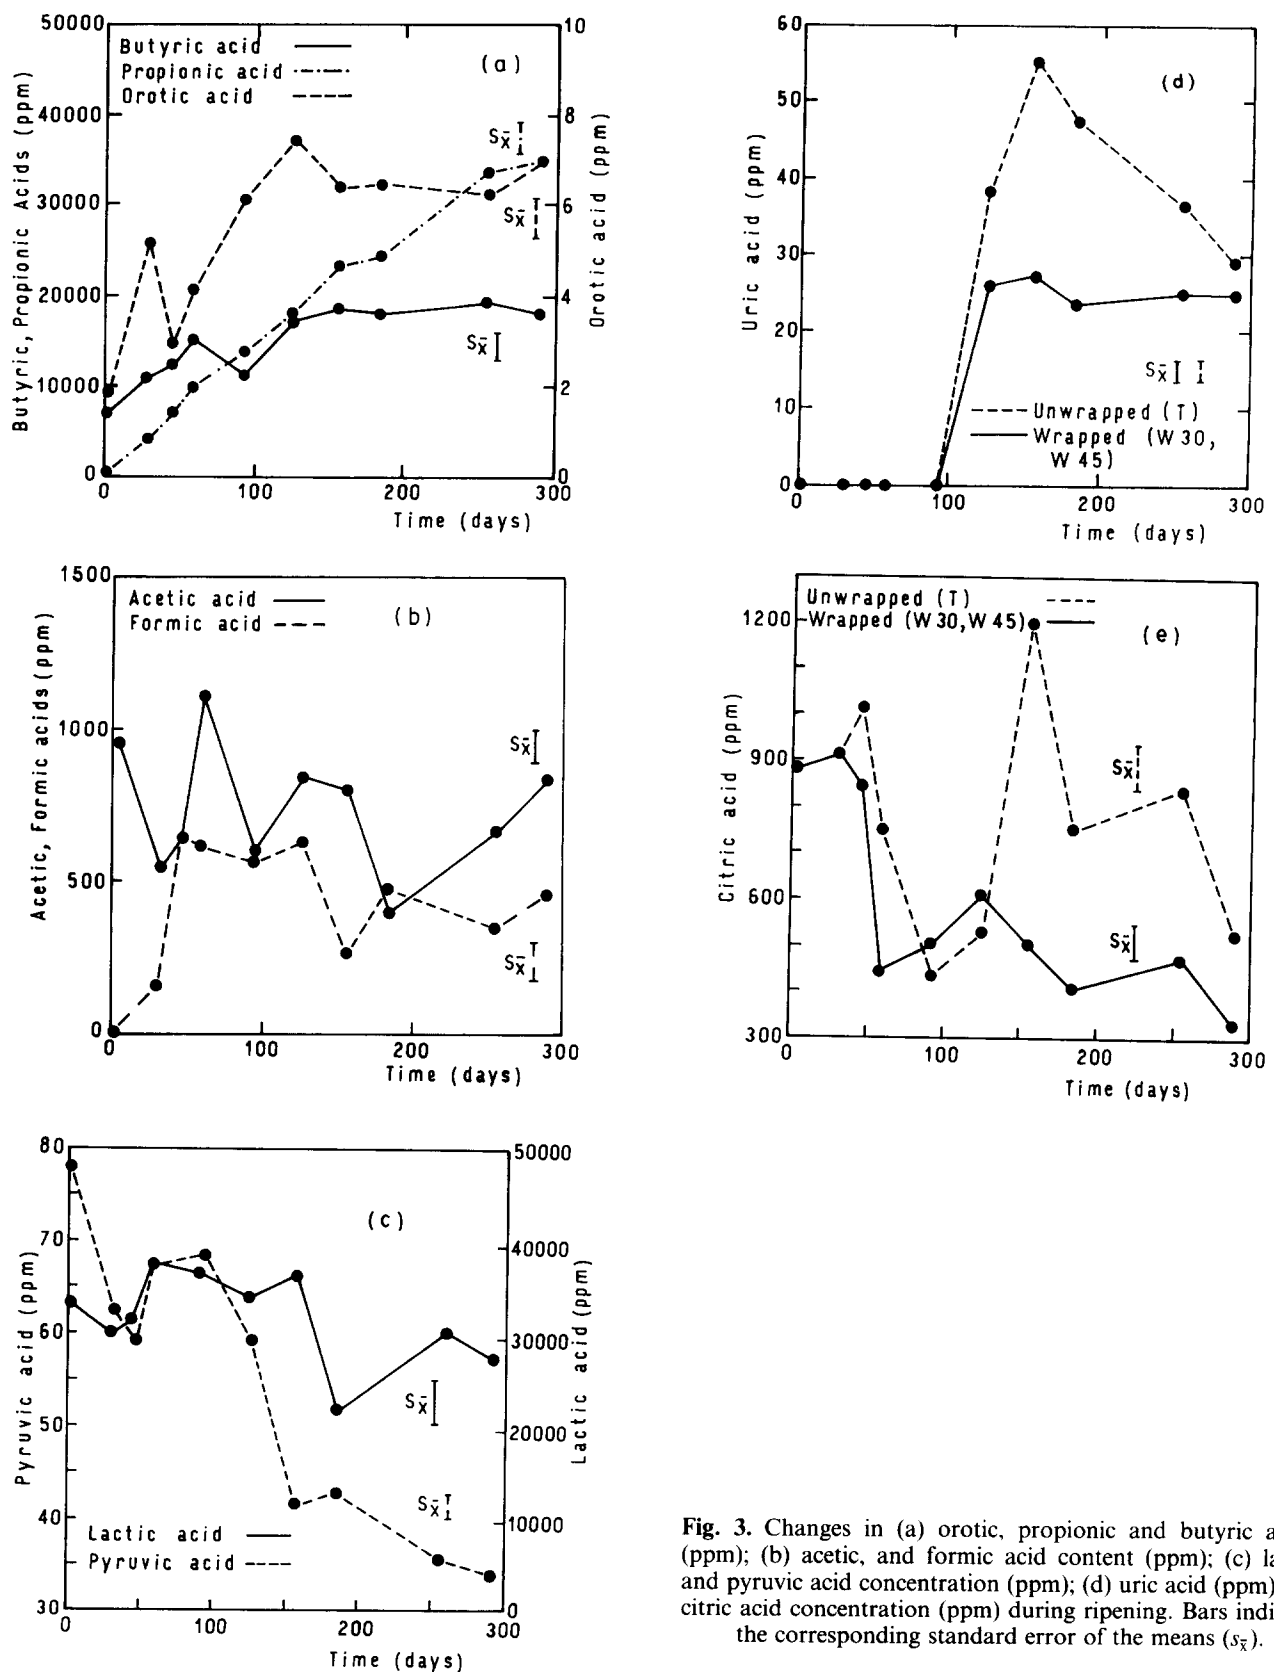 50000
40000
30000
20000
10000
0
Butyric, Propionic Acids (ppm)
Butyric acid
Propionic acid
Orotic acid
(a)
Sx̄
Sx̄
Sx̄
10
8
6
4
2
0
Orotic acid (ppm)
0 100 200 300
Time (days)
60
50
40
30
20
10
0
Uric acid (ppm)
(d)
Sx̄
Unwrapped (T)
Wrapped (W 30,
W 45)
0 100 200 300
Time (days)
1500
1000
500
0
Acetic, Formic acids (ppm)
Acetic acid
Formic acid
(b)
Sx̄
Sx̄
0 100 200 300
Time (days)
1200
900
600
300
Citric acid (ppm)
Unwrapped (T)
Wrapped (W 30, W 45)
(e)
Sx̄
Sx̄
0 100 200 300
Time (days)
80
70
60
50
40
30
Pyruvic acid (ppm)
(c)
Sx̄
Sx̄
Lactic acid
Pyruvic acid
50000
40000
30000
20000
10000
0
Lactic acid (ppm)
0 100 200 300
Time (days)
Fig. 3. Changes in (a) orotic, propionic and butyric a
(ppm); (b) acetic, and formic acid content (ppm); (c) la
and pyruvic acid concentration (ppm); (d) uric acid (ppm)
citric acid concentration (ppm) during ripening. Bars indi
the corresponding standard error of the means (sx̄).